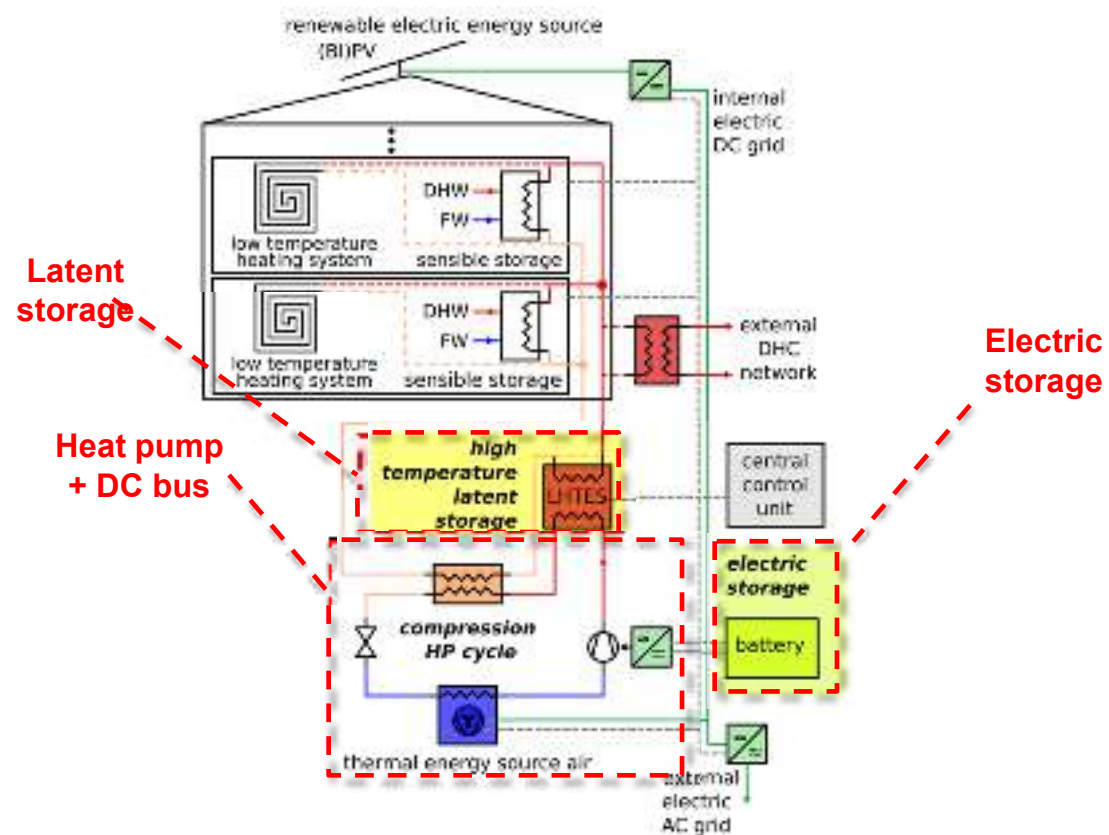 renewable electric energy source
(BI)PV
internal
electric
DC grid
DHW
FW
low temperature
heating system
sensible storage
DHW
FW
low temperature
heating system
sensible storage
external
DHC
network
Latent
storage
Electric
storage
Heat pump
+ DC bus
high
temperature
latent
storage
LHTES
central
control
unit
electric
storage
battery
compression
HP cycle
thermal energy source air
external
electric
AC grid